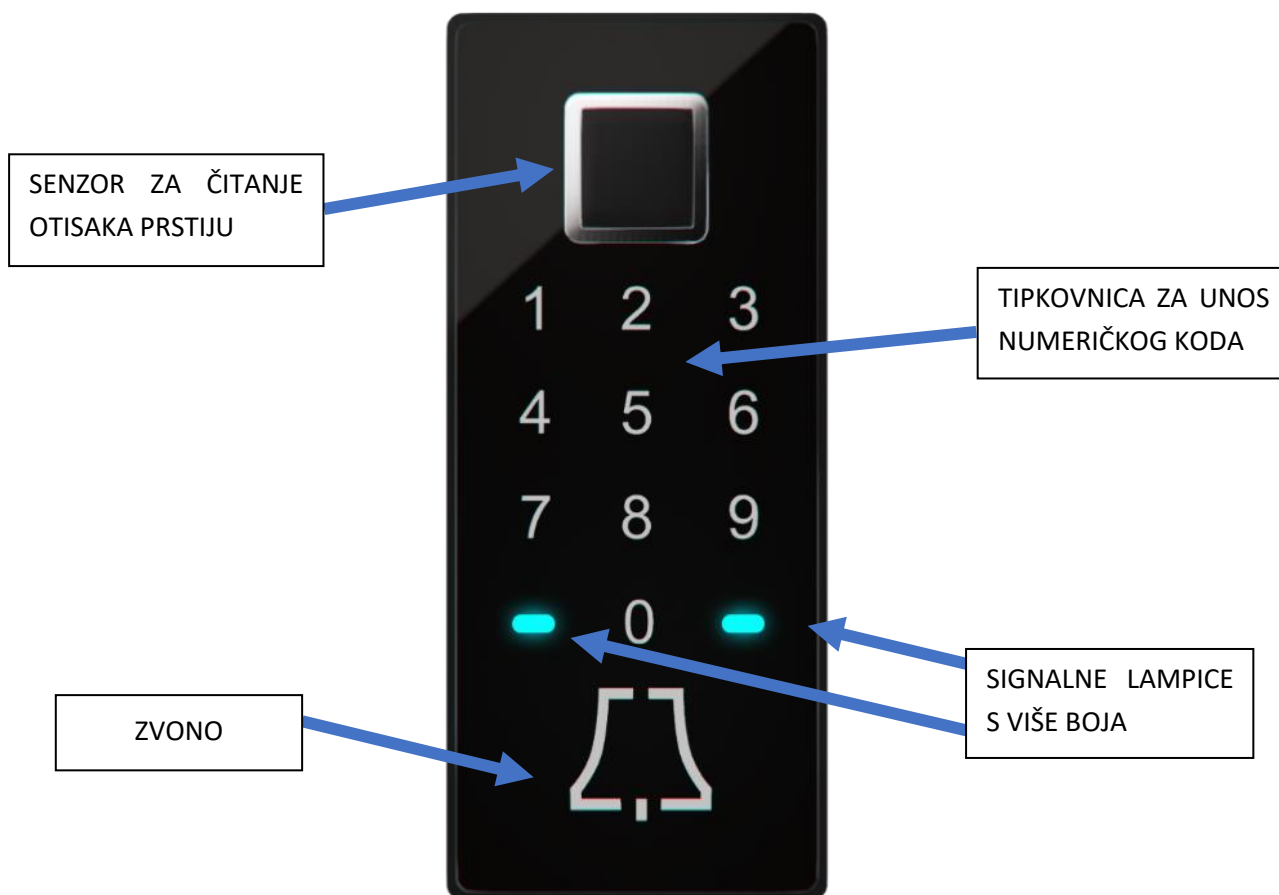 SENZOR ZA ČITANJE
OTISAKA PRSTIJU
1 2 3
TIPKOVNICA ZA UNOS
NUMERIČKOG KODA
4 5 6
7 8 9
0
SIGNALNE LAMPICE
S VIŠE BOJA
ZVONO